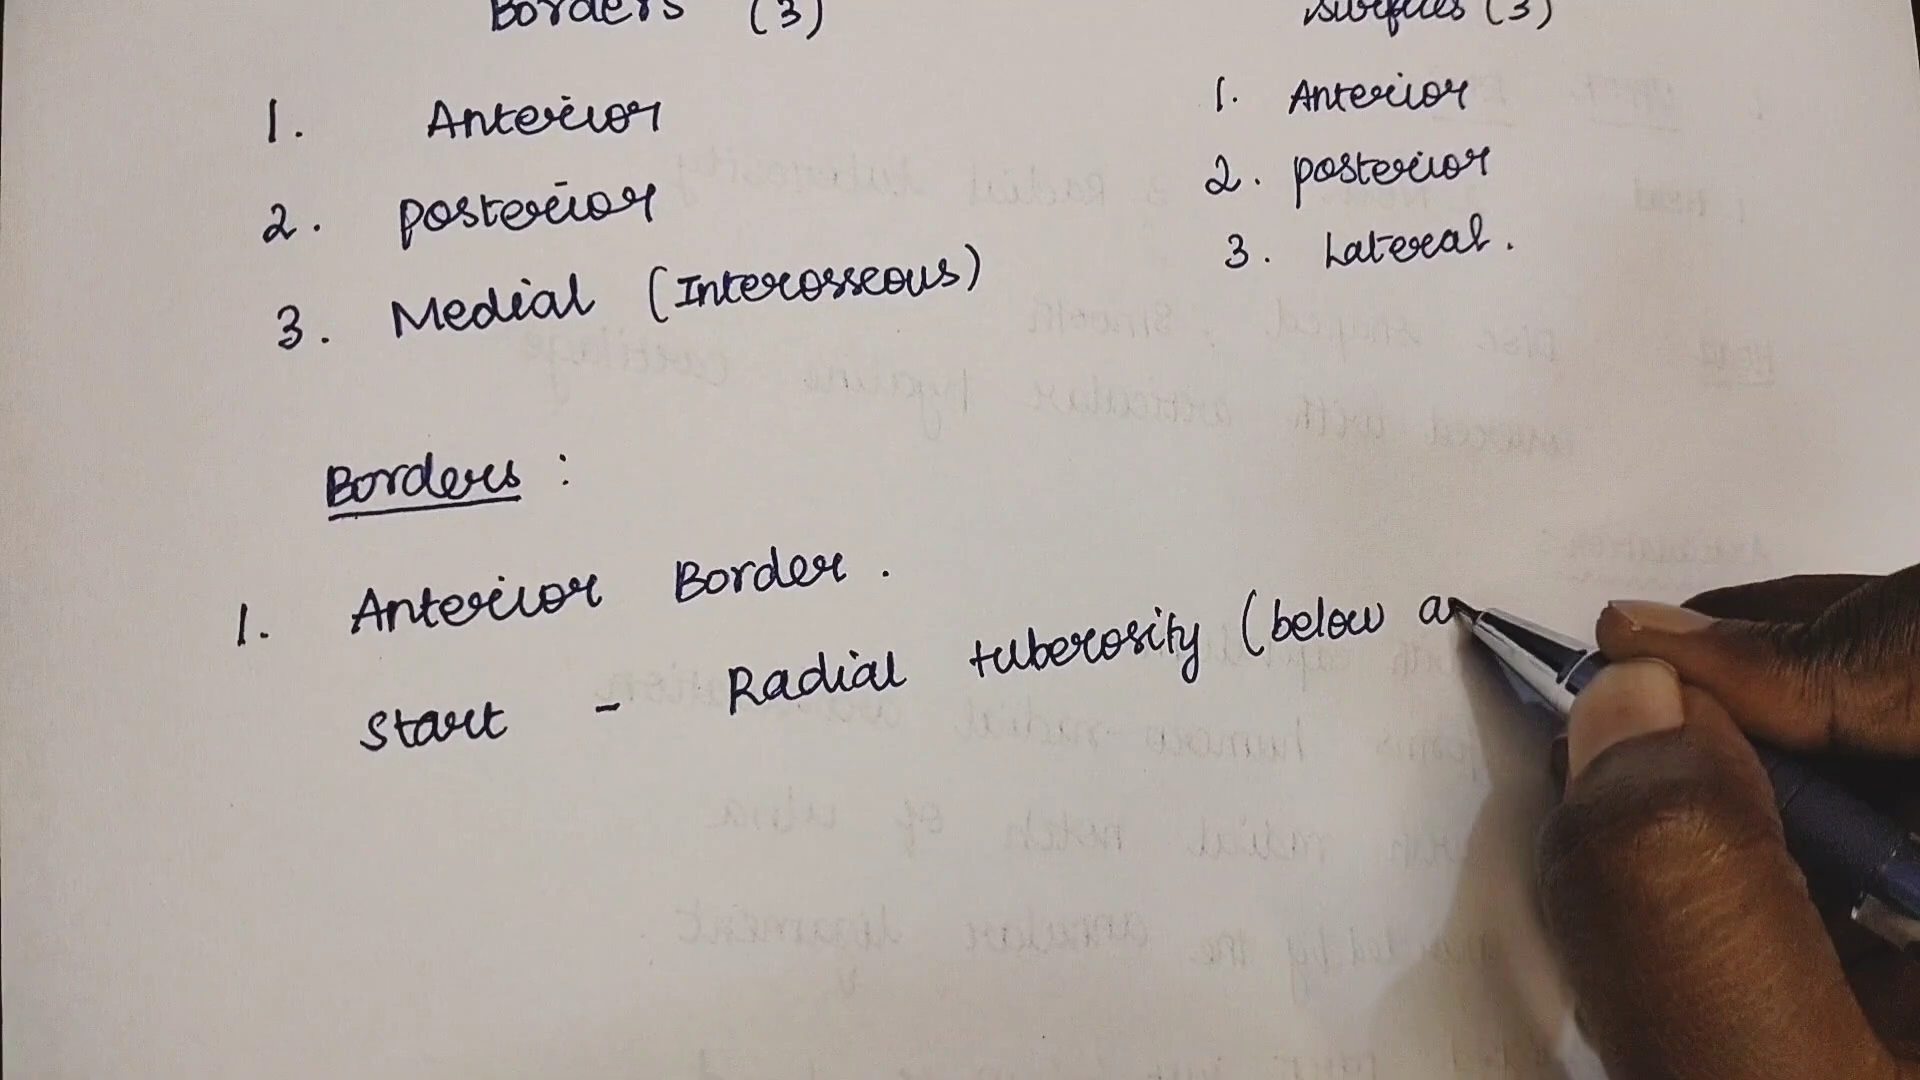 Borders (3)
Surfaces (3)
1. Anterior
2. posterior
3. Medial (Interosseous)
1. Anterior
2. posterior
3. Lateral.
Borders :
1. Anterior Border.
start - Radial tuberosity (below